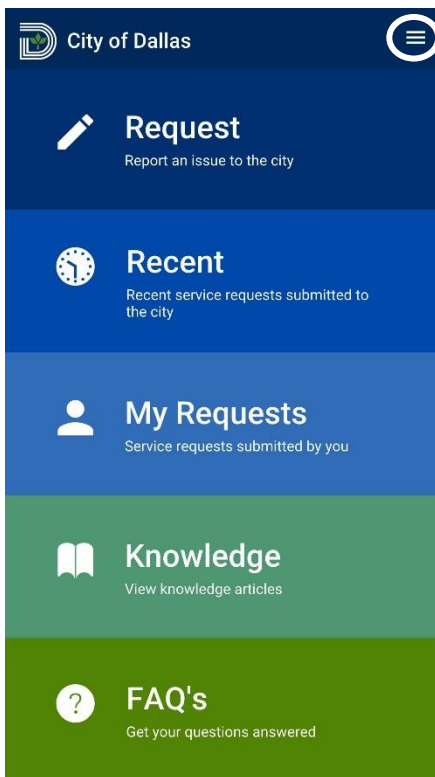 City of Dallas
Request
Report an issue to the city
Recent
Recent service requests submitted to
the city
My Requests
Service requests submitted by you
Knowledge
View knowledge articles
?
FAQ's
Get your questions answered